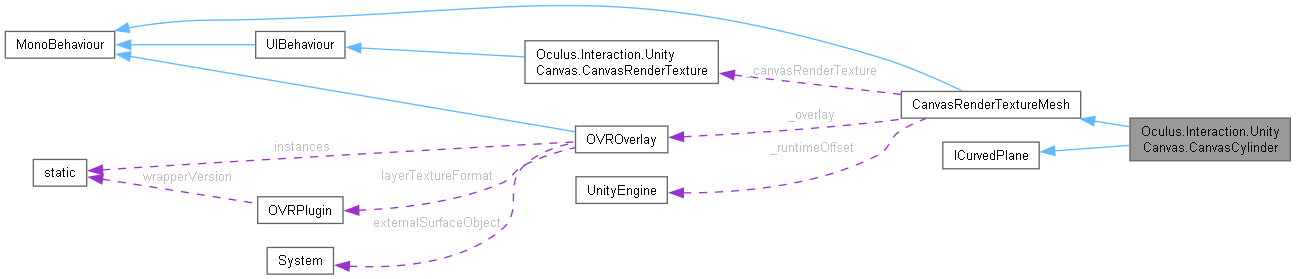 MonoBehaviour
UIBehaviour
Oculus.Interaction.Unity
Canvas.CanvasRenderTexture
_canvasRenderTexture
CanvasRenderTextureMesh
_overlay
Oculus.Interaction.Unity
Canvas.CanvasCylinder
OVROverlay
instances
_runtimeOffset
ICurvedPlane
static
wrapperVersion
layerTextureFormat
UnityEngine
OVRPlugin
externalSurfaceObject
System